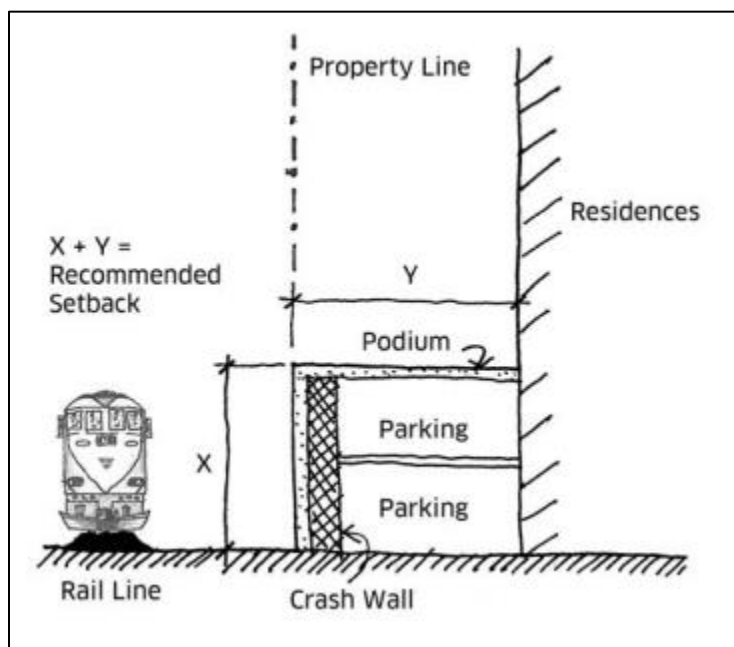 Property Line
Residences
X + Y =
Recommended
Setback
Y
Podium
X
Parking
Parking
Rail Line
Crash Wall